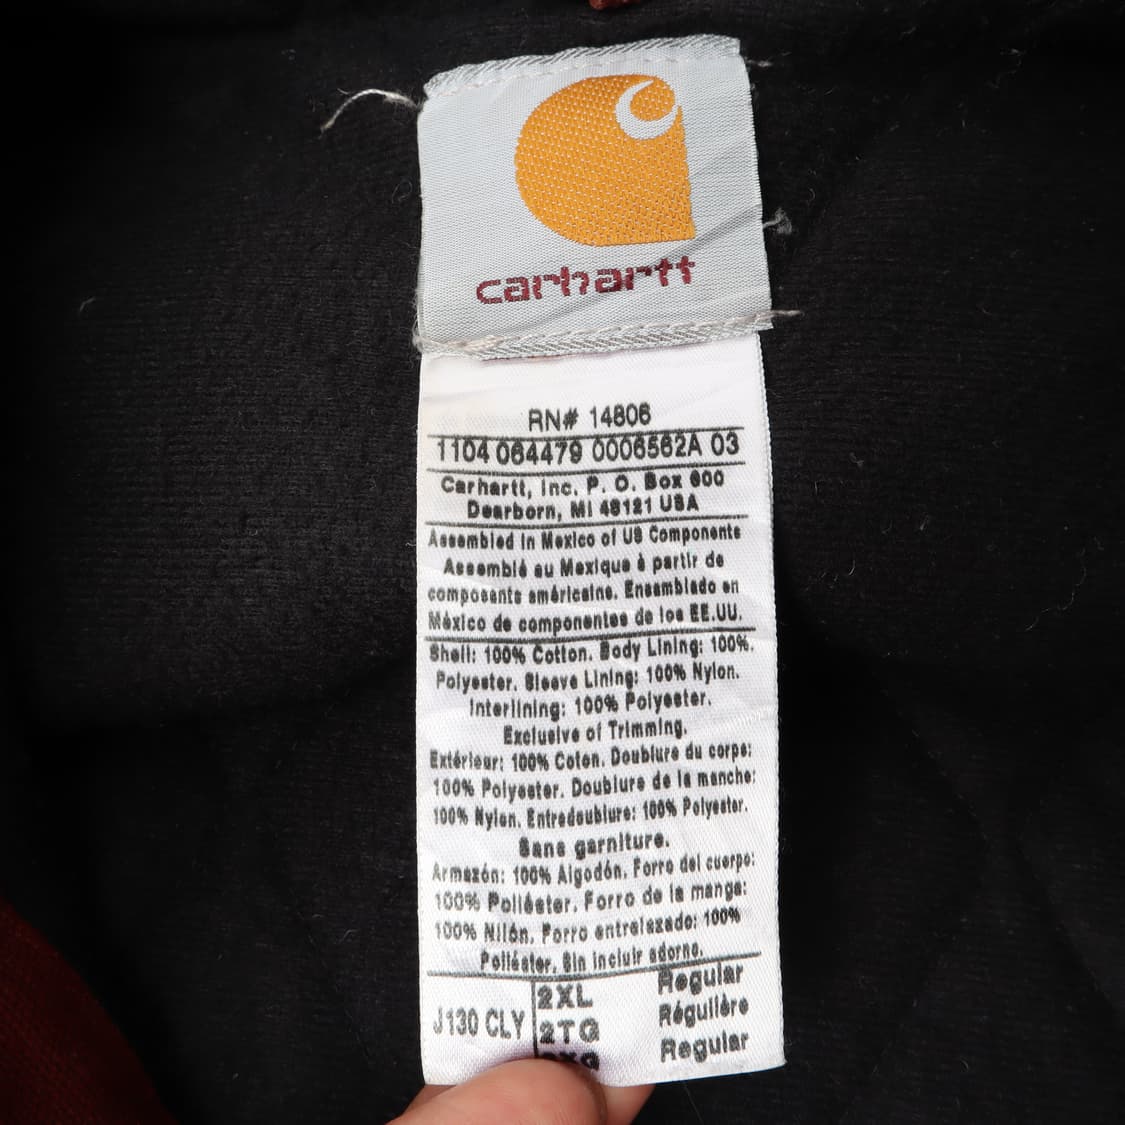 carhartt
RN# 14806
1104 064479 0006562A 03
Carhartt, Inc. P. O. Box 600
Dearborn, MI 48121 USA
Assembled in Mexico of US Components
Assemblé au Mexique à partir de
composants américains. Ensamblado en
México de componentes de los EE.UU.
Shell: 100% Cotton. Body Lining: 100%.
Polyester. Sleeve Lining: 100% Nylon.
Interlining: 100% Polyester.
Exclusive of Trimming.
Extérieur: 100% Coton. Doublure du corps:
100% Polyester. Doublure de la manche:
100% Nylon. Entredoublure: 100% Polyester.
Sans garniture.
Armazón: 100% Algodón. Forro del cuerpo:
100% Poliéster. Forro de la manga:
100% Nilón. Forro entrelazado: 100%
Poliéster. Sin incluir adorno.
J130 CLY
2XL Regular
2TG Régulière
2XG Regular